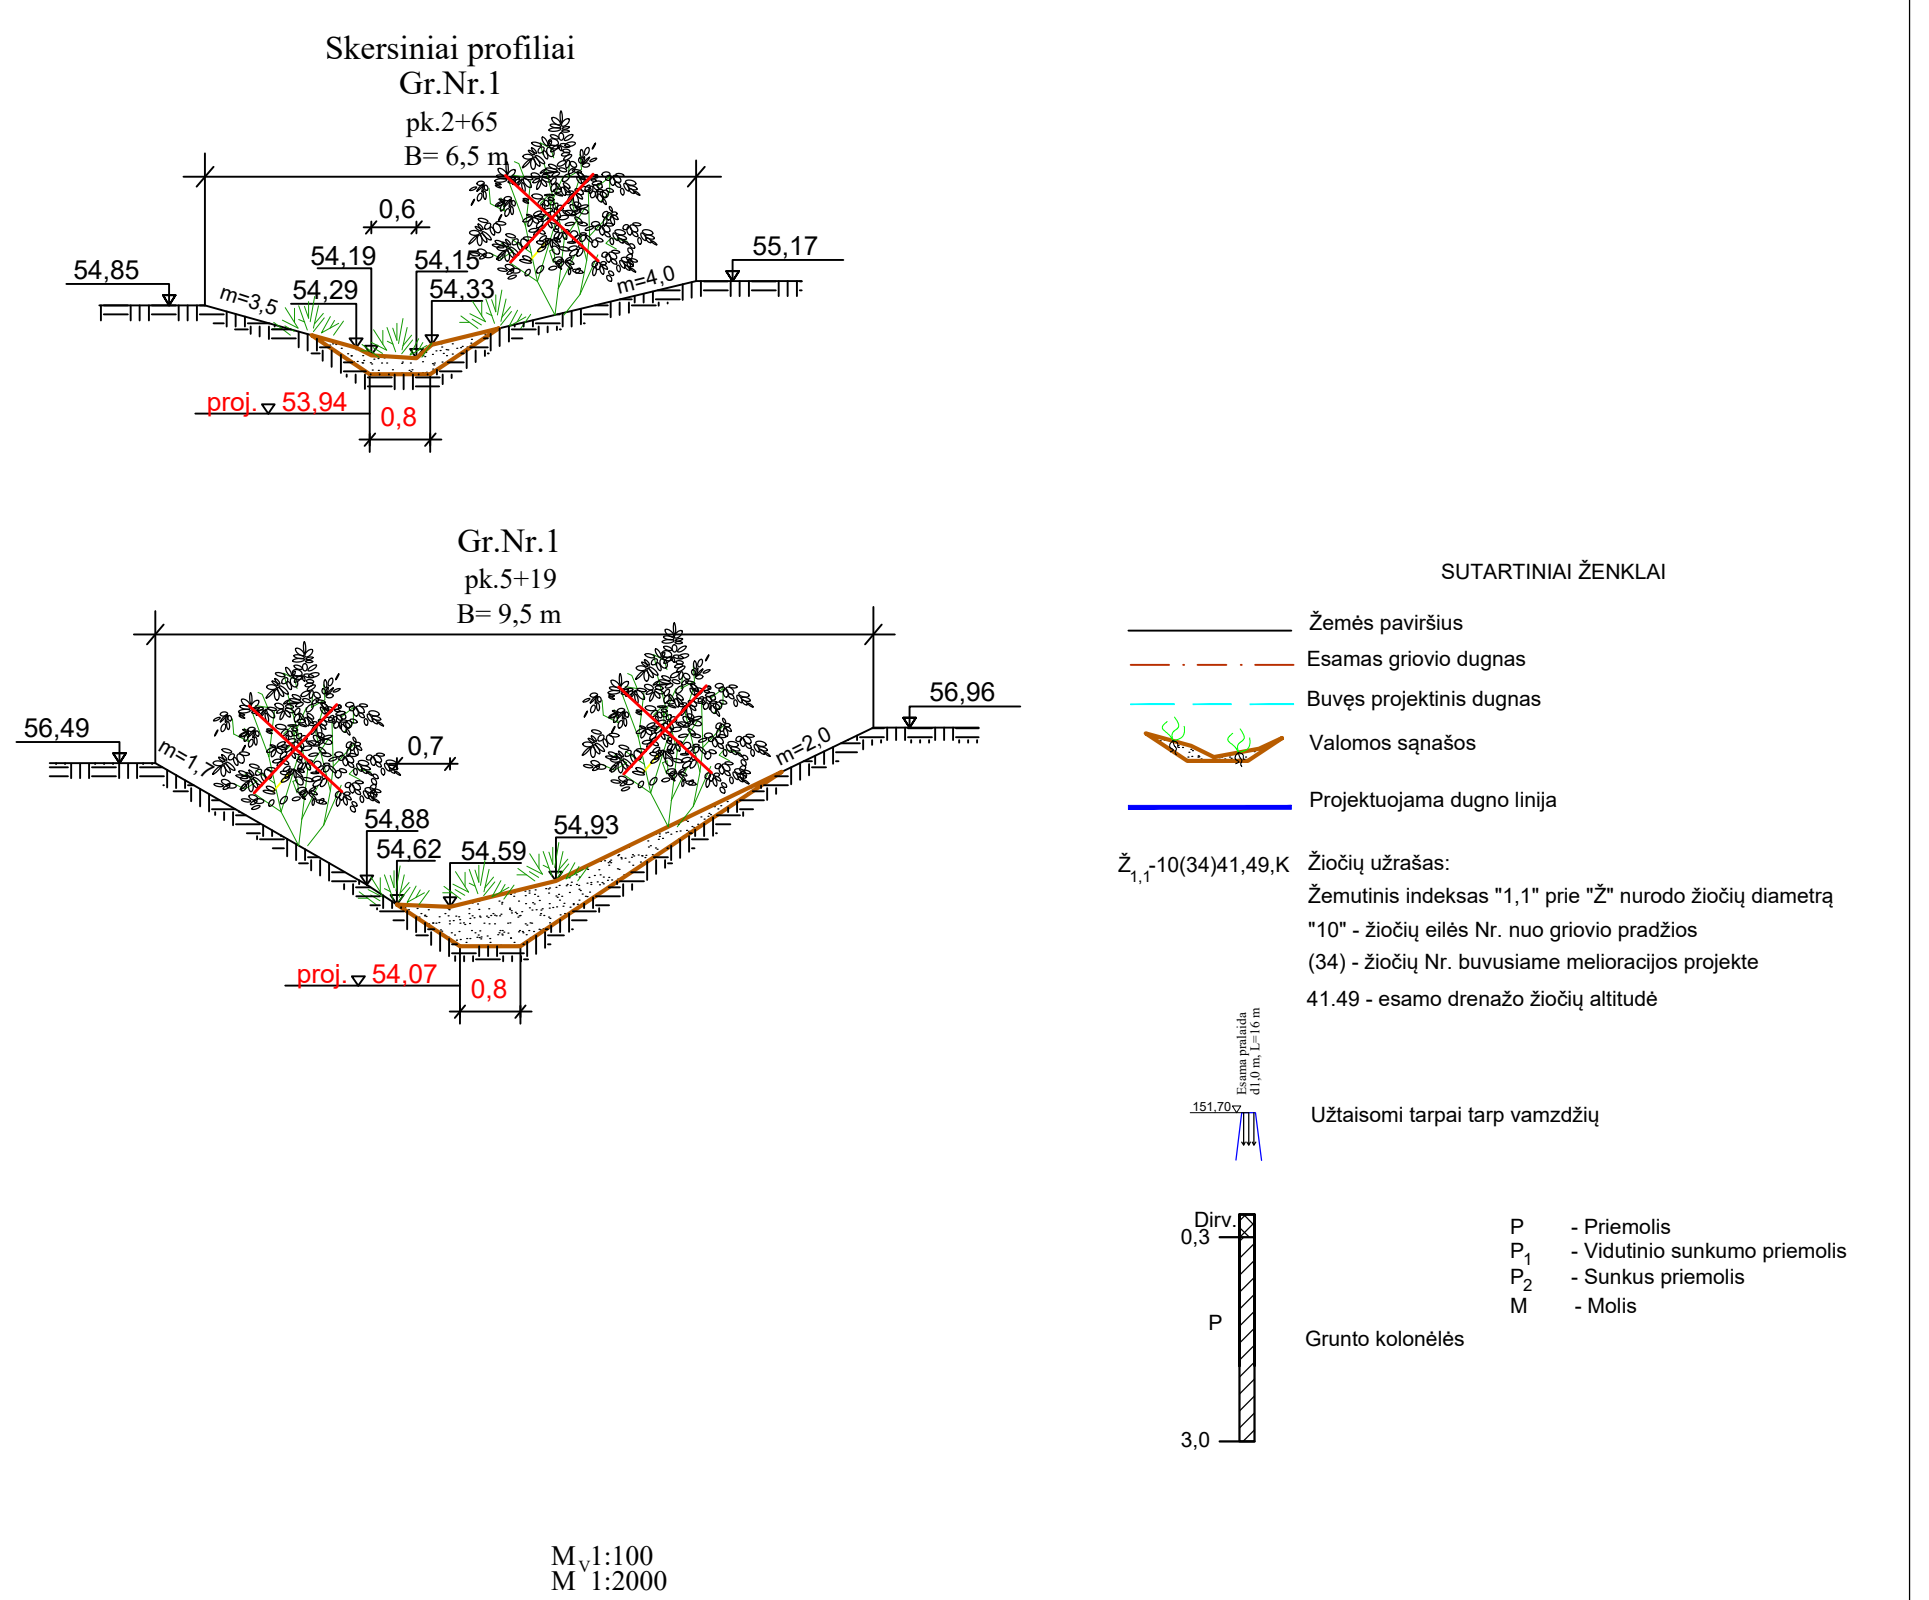 Skersiniai profiliai
Gr.Nr.1
pk.2+65
B= 6,5 m
0,6
54,19
54,15
55,17
54,85
54,29
54,33
m=3,5
m=4,0
proj. 53,94
0,8
Gr.Nr.1
pk.5+19
B= 9,5 m
56,96
56,49
m=1,7
0,7
m=2,0
54,88
54,93
54,62
54,59
proj. 54,07
0,8
SUTARTINIAI ŽENKLAI
Žemės paviršius
Esamas griovio dugnas
Buvęs projektinis dugnas
Valomos sąnašos
Projektuojama dugno linija
Ž1,1-10(34)41,49,K Žiočių užrašas:
Žemutinis indeksas "1,1" prie "Ž" nurodo žiočių diametrą
"10" - žiočių eilės Nr. nuo griovio pradžios
(34) - žiočių Nr. buvusiame melioracijos projekte
41.49 - esamo drenažo žiočių altitudė
Esama pralaida
d1,0 m, L=16 m
151,70
Užtaisomi tarpai tarp vamzdžių
Dirv.
0,3
P
3,0
Grunto kolonėlės
P - Priemolis
P1 - Vidutinio sunkumo priemolis
P2 - Sunkus priemolis
M - Molis
MV 1:100
M 1:2000